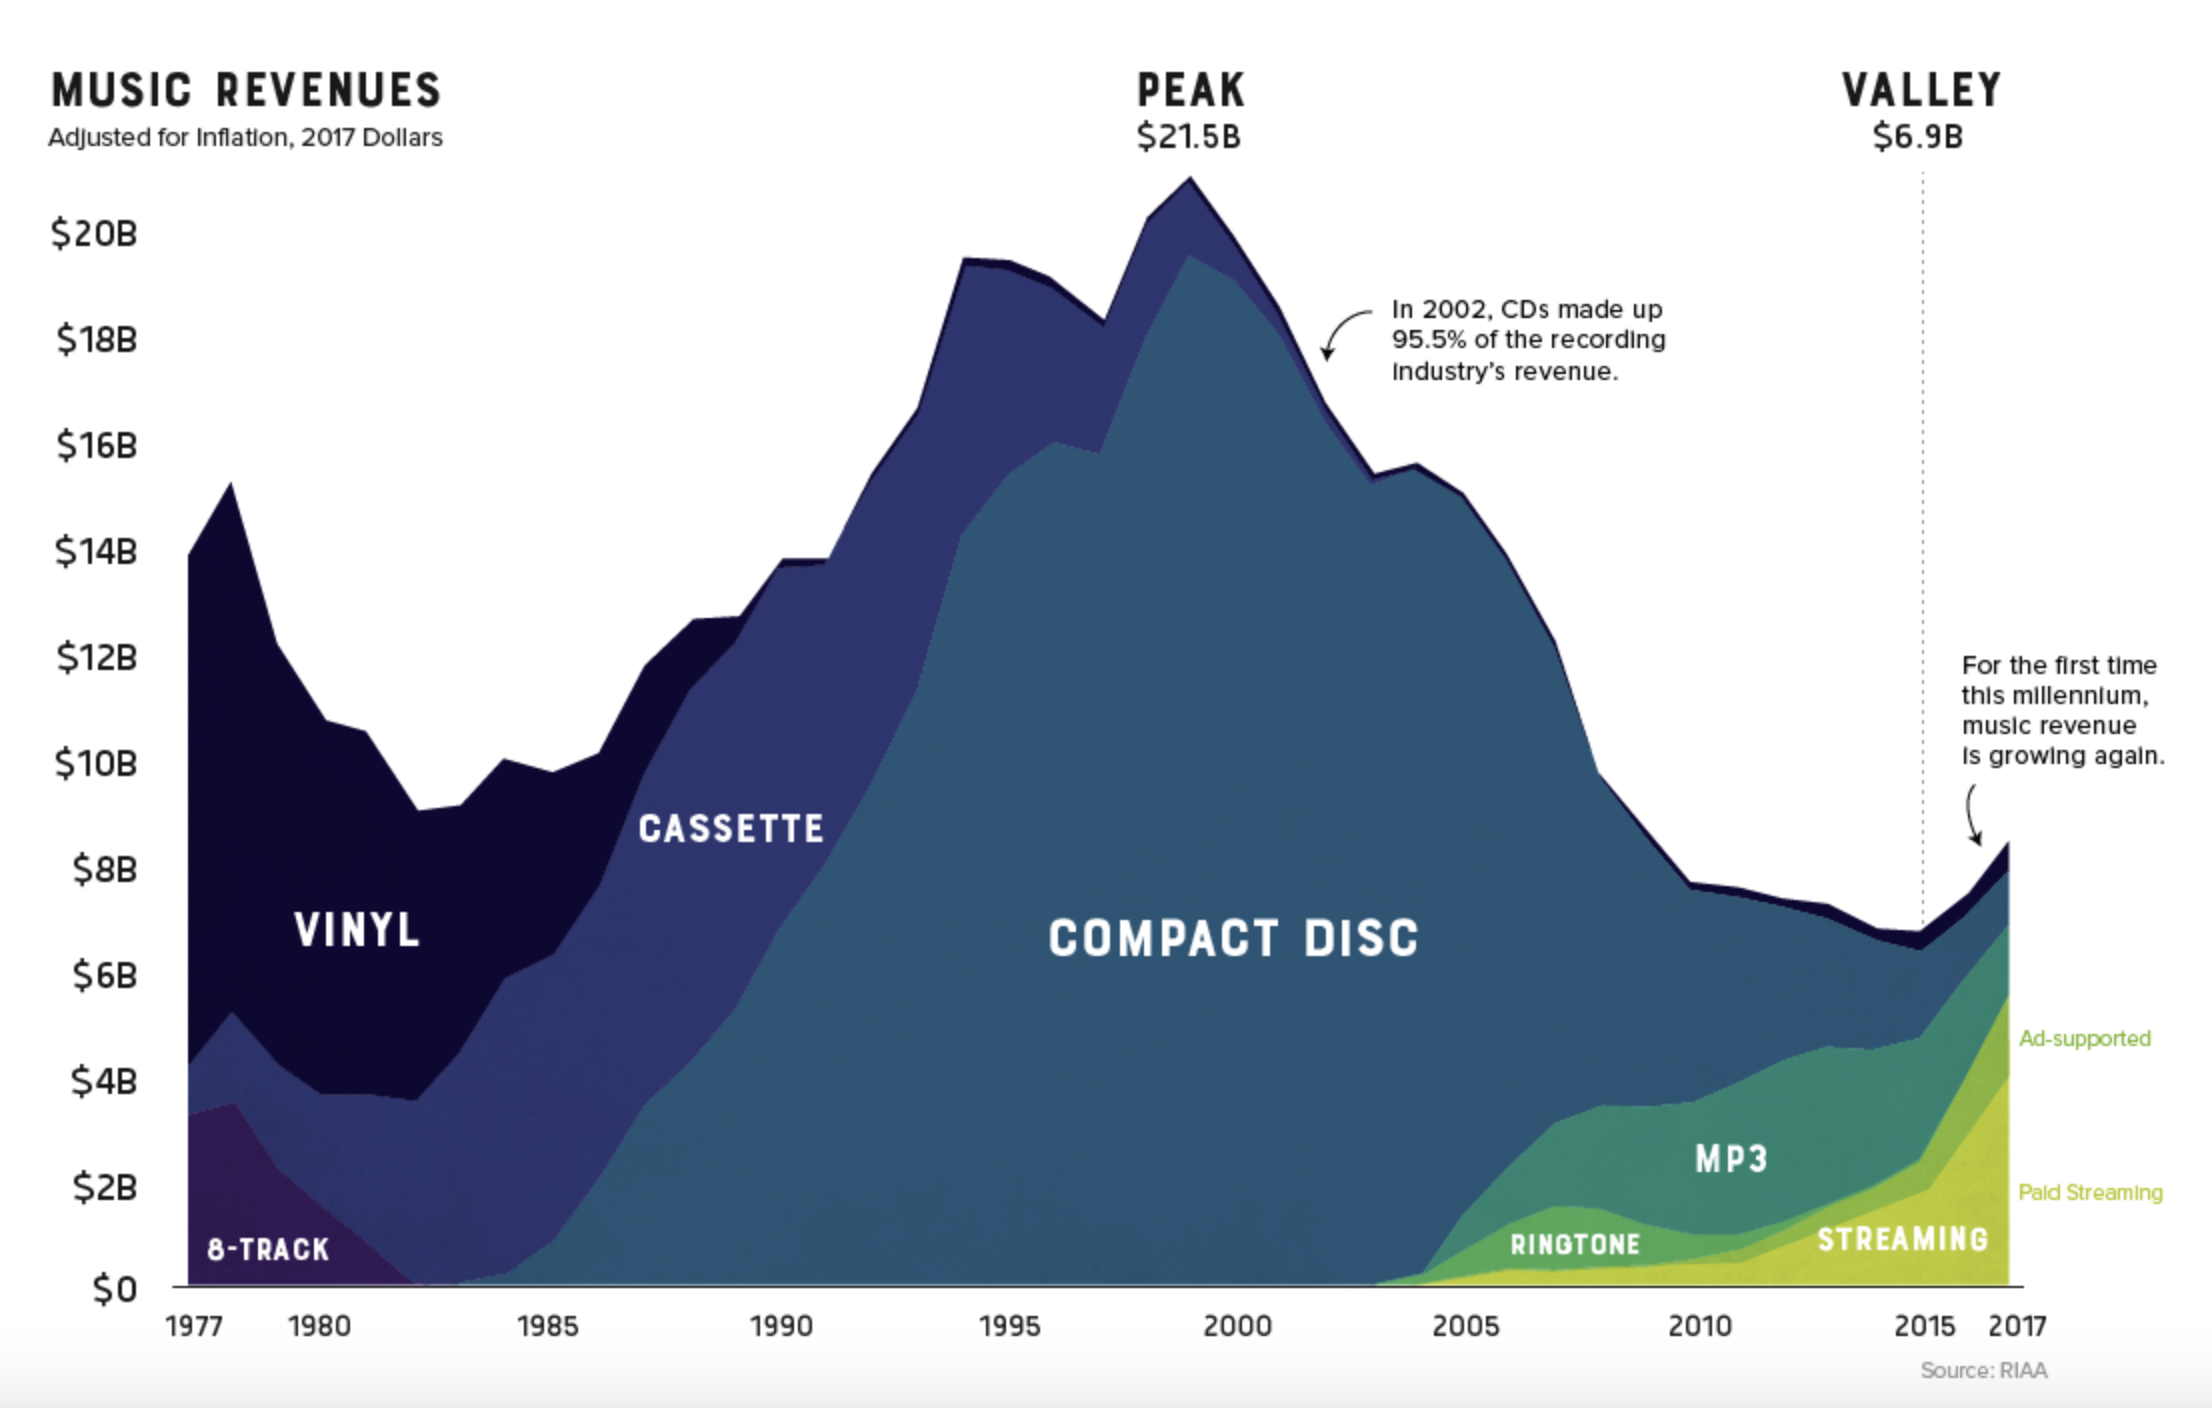 MUSIC REVENUES
Adjusted for Inflation, 2017 Dollars
PEAK
$21.5B
VALLEY
$6.9B
$20B
$18B
$16B
$14B
$12B
$10B
$8B
$6B
$4B
$2B
$0
In 2002, CDs made up
95.5% of the recording
industry's revenue.
For the first time
this millennium,
music revenue
is growing again.
VINYL
CASSETTE
COMPACT DISC
8-TRACK
MP3
RINGTONE
STREAMING
Ad-supported
Paid Streaming
1977
1980
1985
1990
1995
2000
2005
2010
2015
2017
Source: RIAA